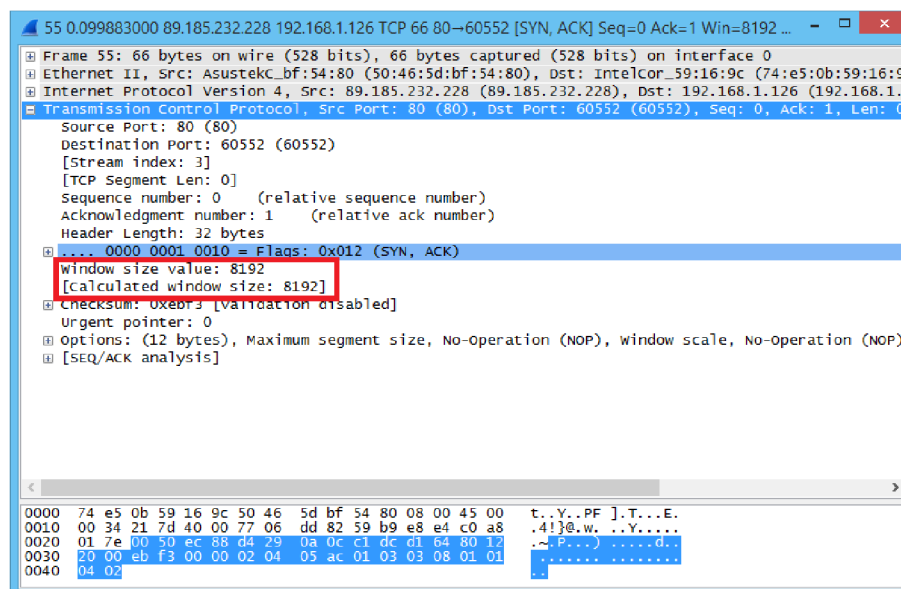 55 0.099883000 89.185.232.228 192.168.1.126 TCP 66 80→60552 [SYN, ACK] Seq=0 Ack=1 Win=8192 ...
Frame 55: 66 bytes on wire (528 bits), 66 bytes captured (528 bits) on interface 0
Ethernet II, Src: AsustekC_bf:54:80 (50:46:5d:bf:54:80), Dst: IntelCor_59:16:9c (74:e5:0b:59:16:9
Internet Protocol Version 4, Src: 89.185.232.228 (89.185.232.228), Dst: 192.168.1.126 (192.168.1.
Transmission Control Protocol, Src Port: 80 (80), Dst Port: 60552 (60552), Seq: 0, Ack: 1, Len: 0
Source Port: 80 (80)
Destination Port: 60552 (60552)
[Stream index: 3]
[TCP Segment Len: 0]
Sequence number: 0    (relative sequence number)
Acknowledgment number: 1    (relative ack number)
Header Length: 32 bytes
.... 0000 0001 0010 = Flags: 0x012 (SYN, ACK)
Window size value: 8192
[Calculated window size: 8192]
Checksum: 0xebf3 [validation disabled]
Urgent pointer: 0
Options: (12 bytes), Maximum segment size, No-Operation (NOP), Window scale, No-Operation (NOP)
[SEQ/ACK analysis]
0000  74 e5 0b 59 16 9c 50 46  5d bf 54 80 08 00 45 00   t..Y..PF ].T...E.
0010  00 34 21 7d 40 00 77 06  dd 82 59 b9 e8 e4 c0 a8   .4!}@.w. ..Y.....
0020  01 7e 00 50 ec 88 d4 29  0a 0c c1 dc d1 64 80 12   .~.P...) .....d..
0030  20 00 eb f3 00 00 02 04  05 ac 01 03 03 08 01 01    ....... ........
0040  04 02   ..